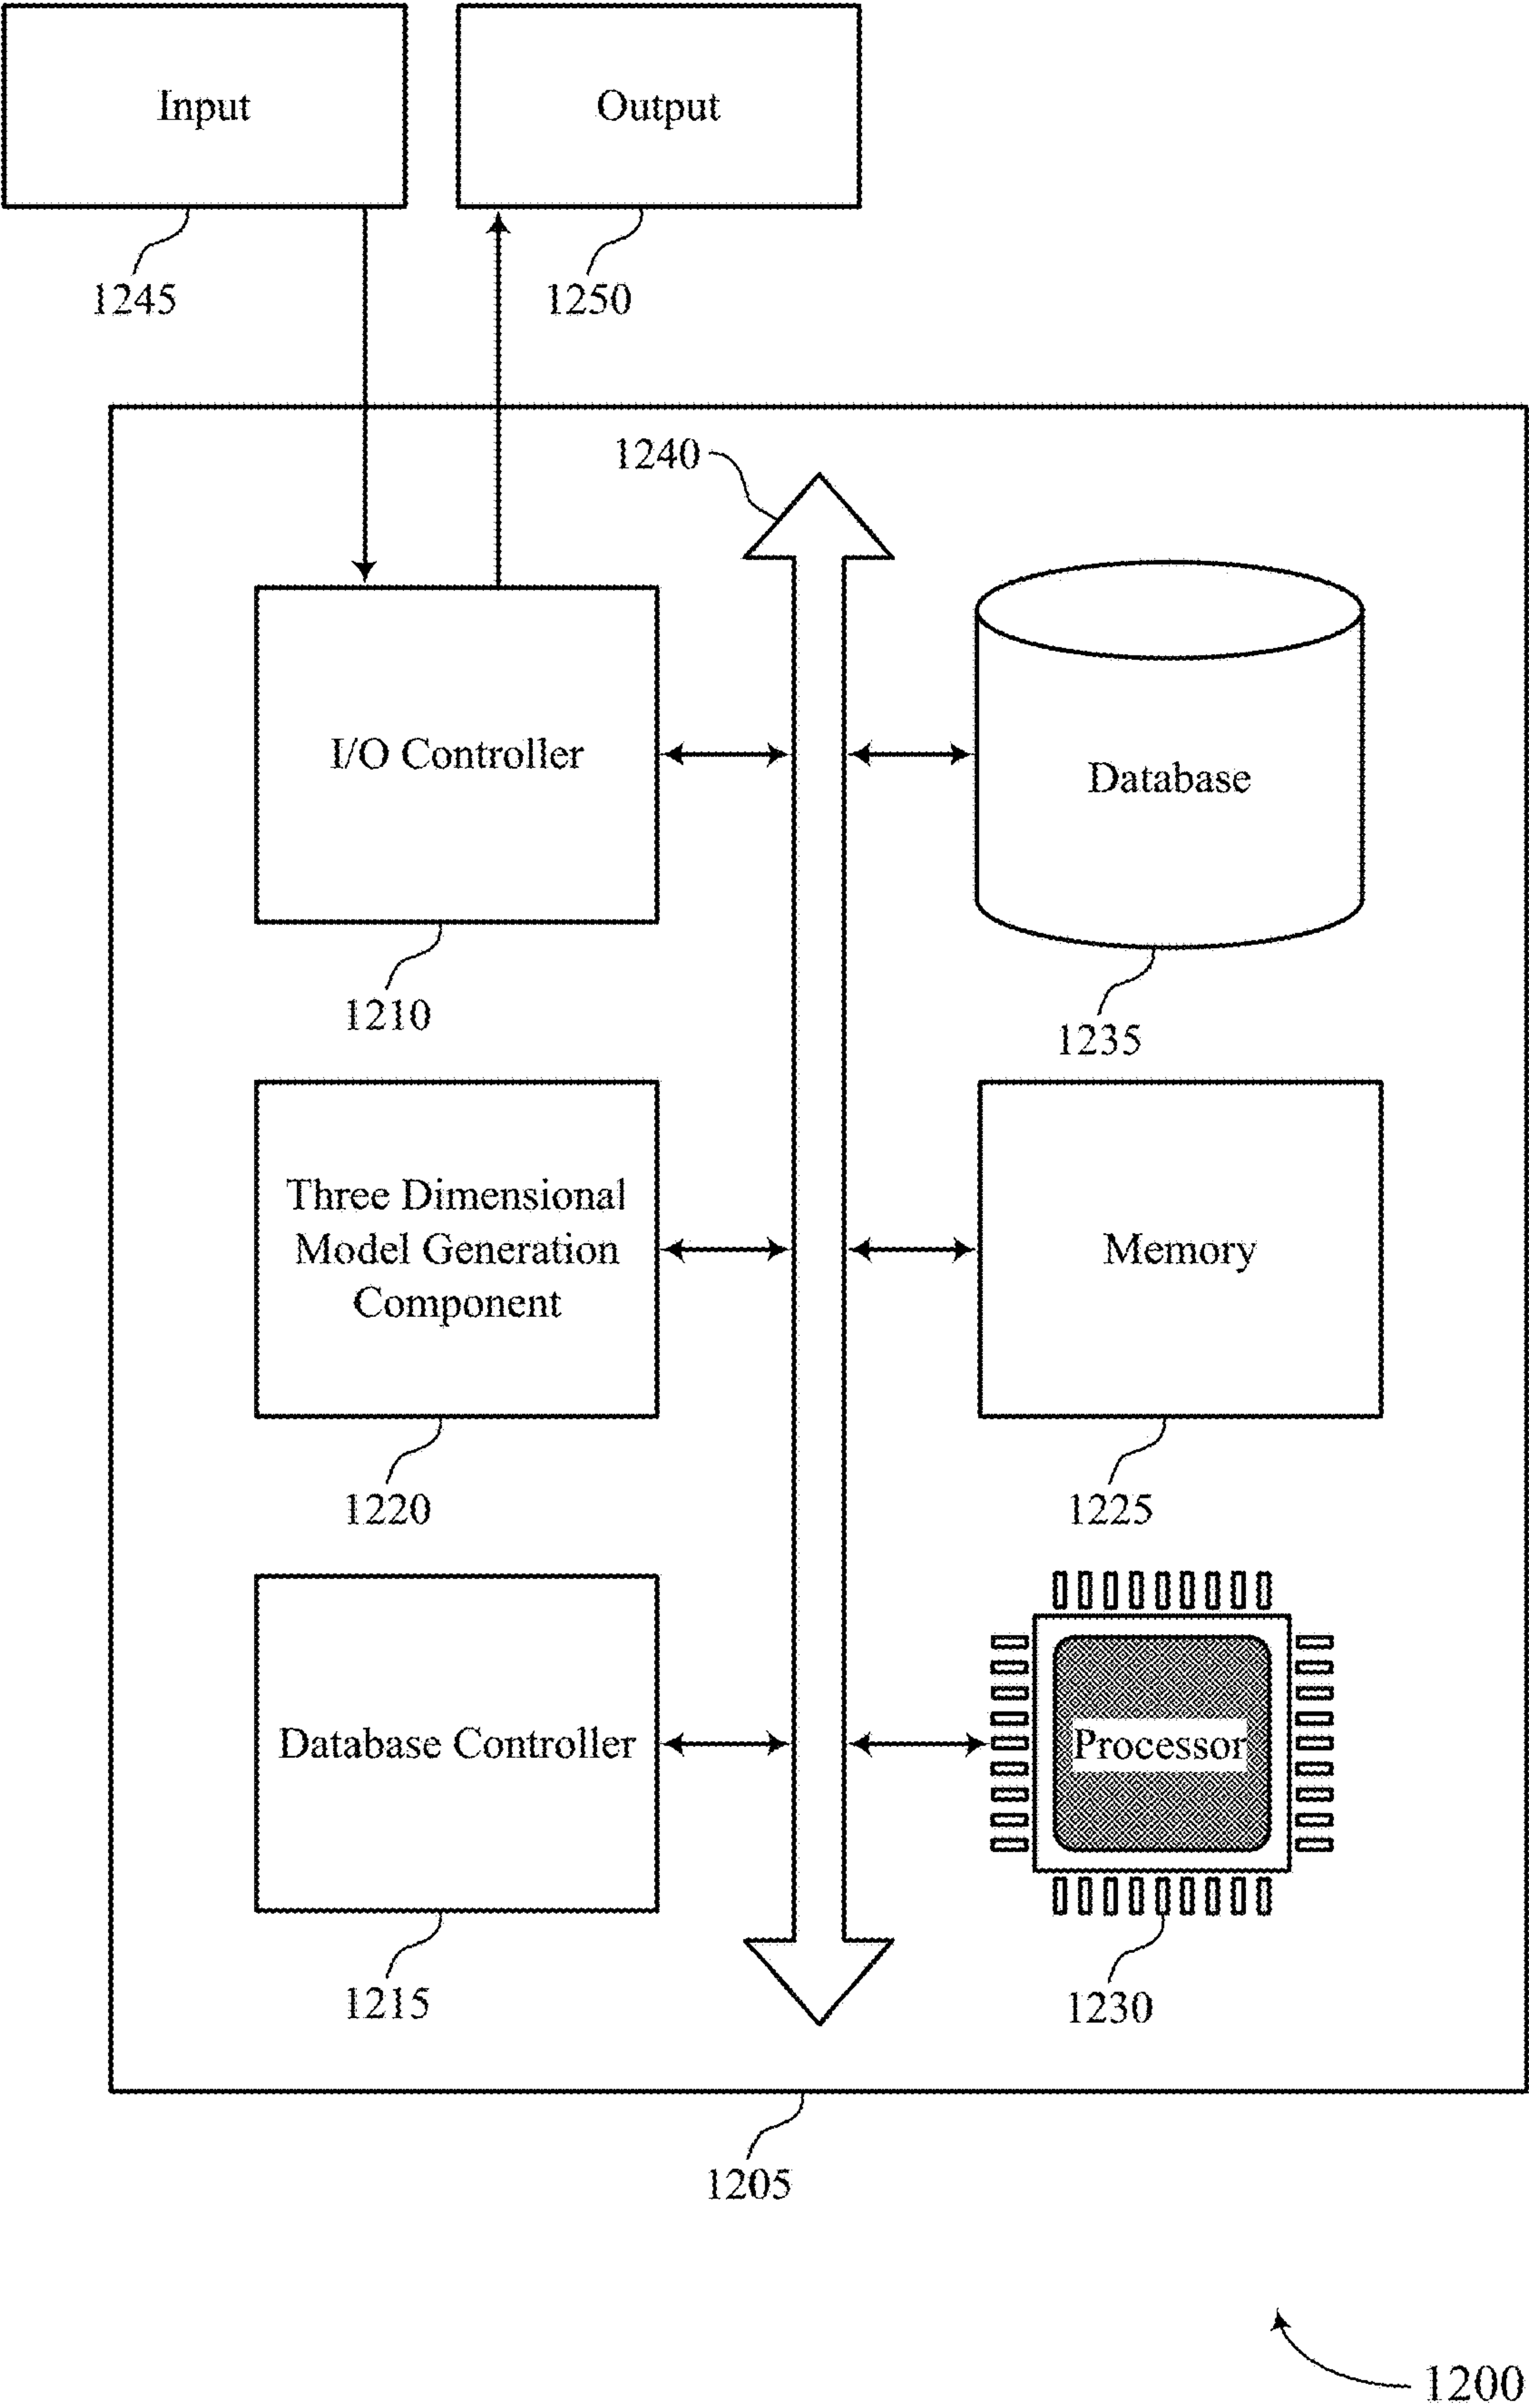 Input
Output
1245
1250
1240
I/O Controller
Database
1210
1235
Three Dimensional
Model Generation
Component
Memory
1220
1225
Database Controller
Processor
1215
1230
1205
1200